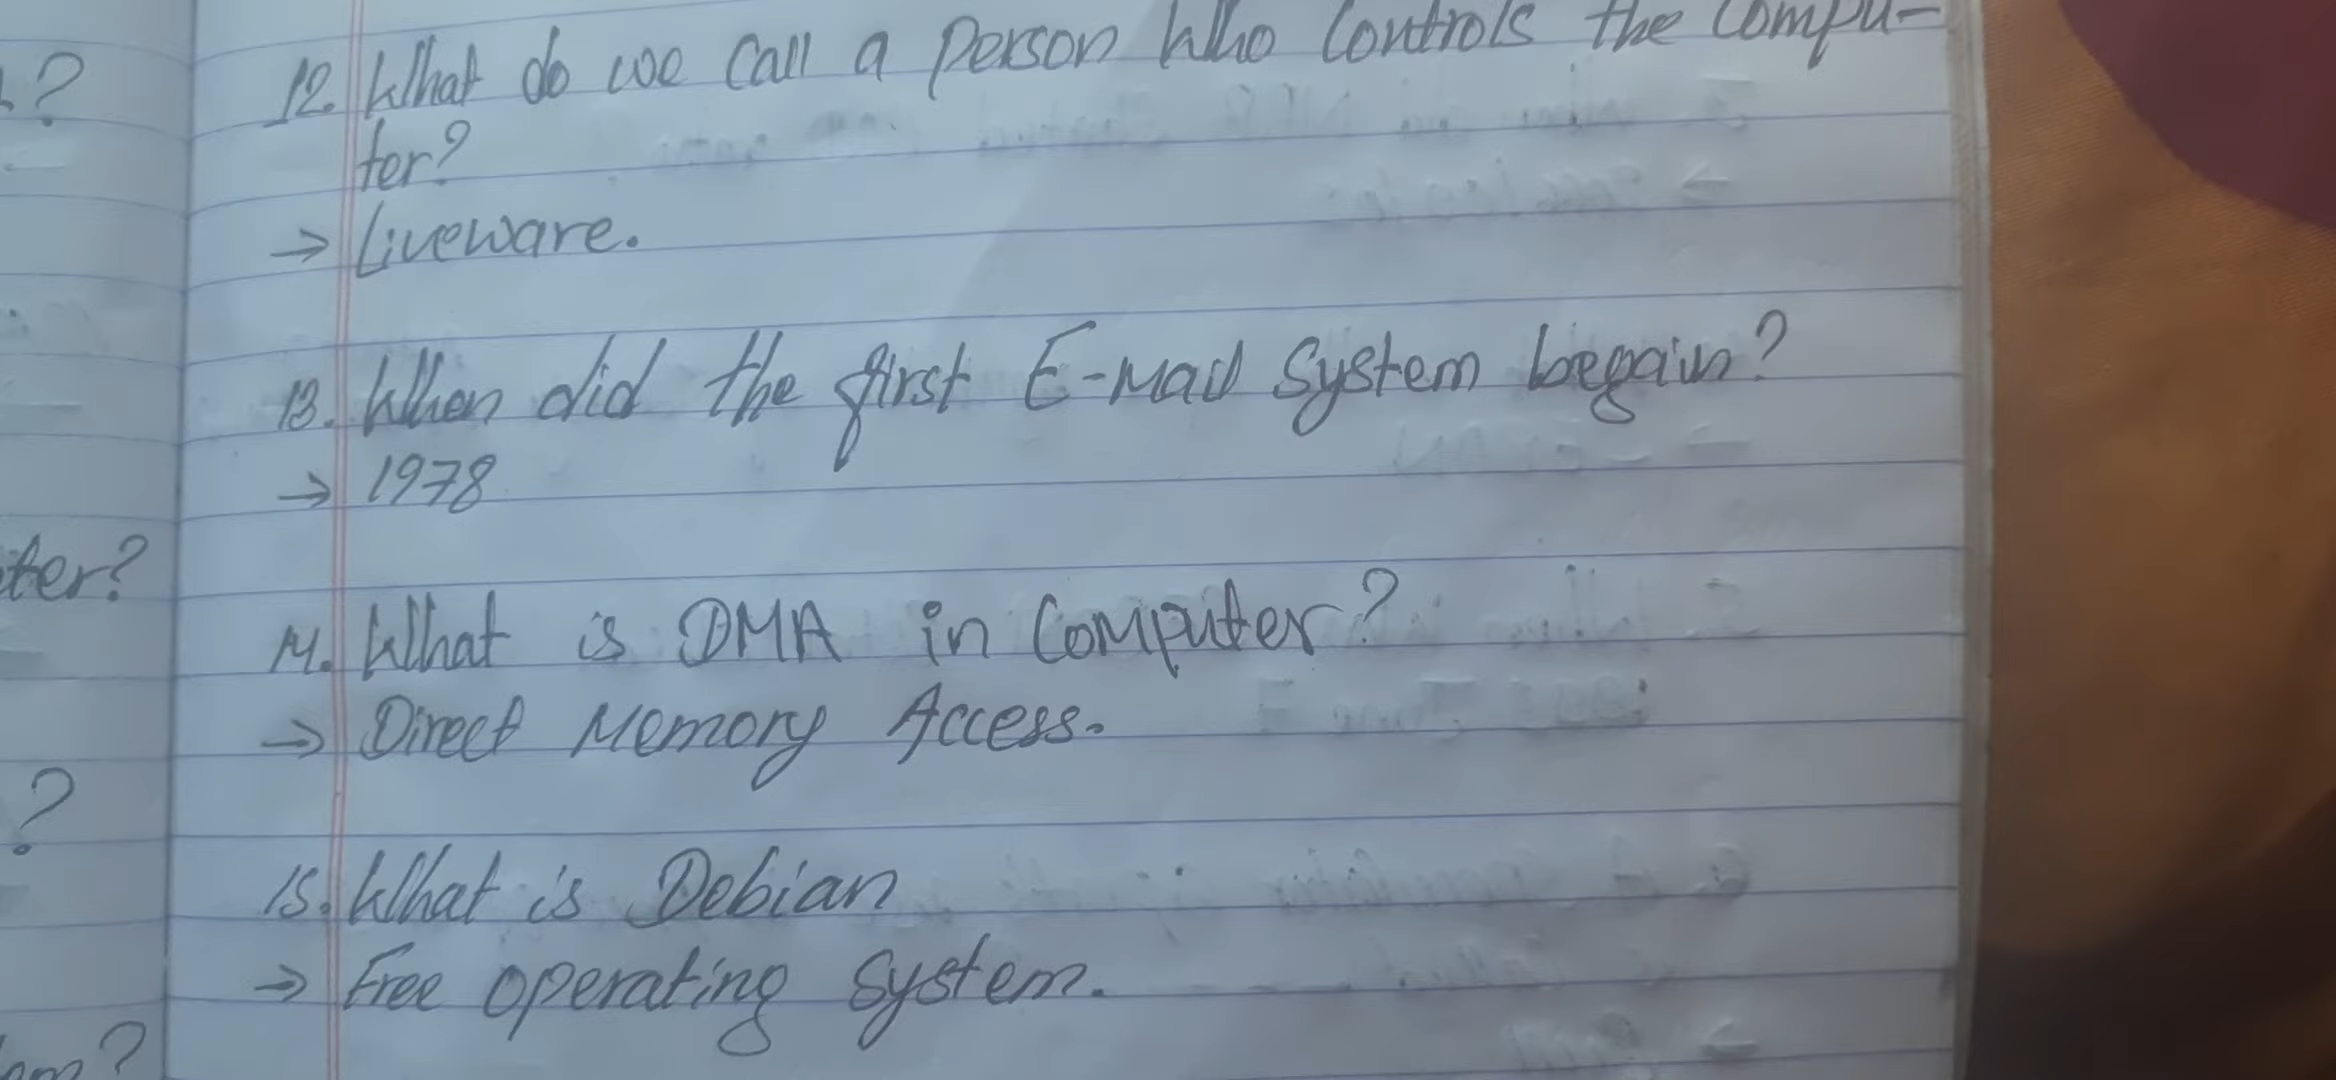 ?
12. What do we call a person who controls the compu-
ter?
→ Liveware.
13. When did the first E-mail system begain?
→ 1978
ter?
14. What is DMA in Computer?
→ Direct Memory Access.
?
15. What is Debian
→ Free operating system.
?